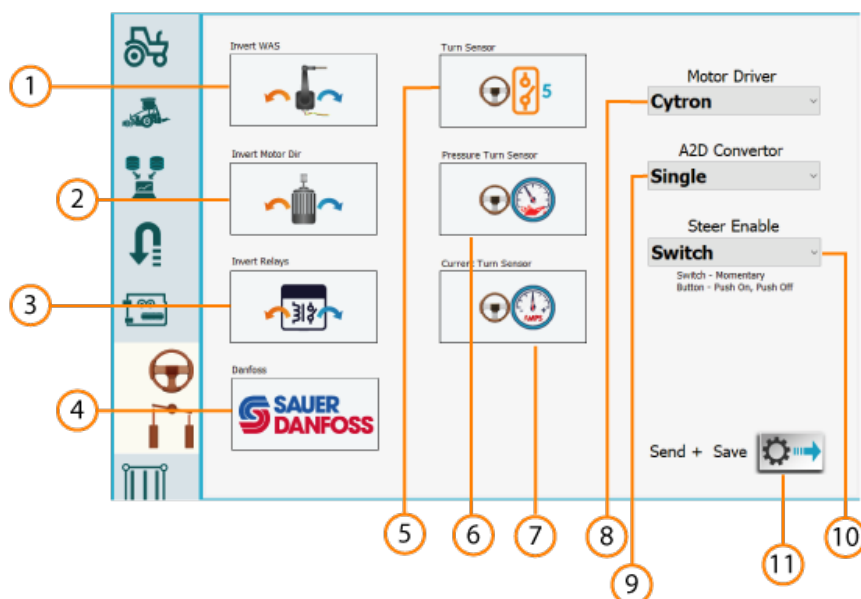 Invert WAS
Turn Sensor
5
Motor Driver
Cytron
1
5
8
A2D Convertor
Single
Invert Motor Dir
Pressure Turn Sensor
2
6
9
Steer Enable
Switch
Switch - Momentary
Button - Push On, Push Off
10
Invert Relays
Current Turn Sensor
AMPS
3
7
Danfoss
SAUER
DANFOSS
4
Send + Save
11